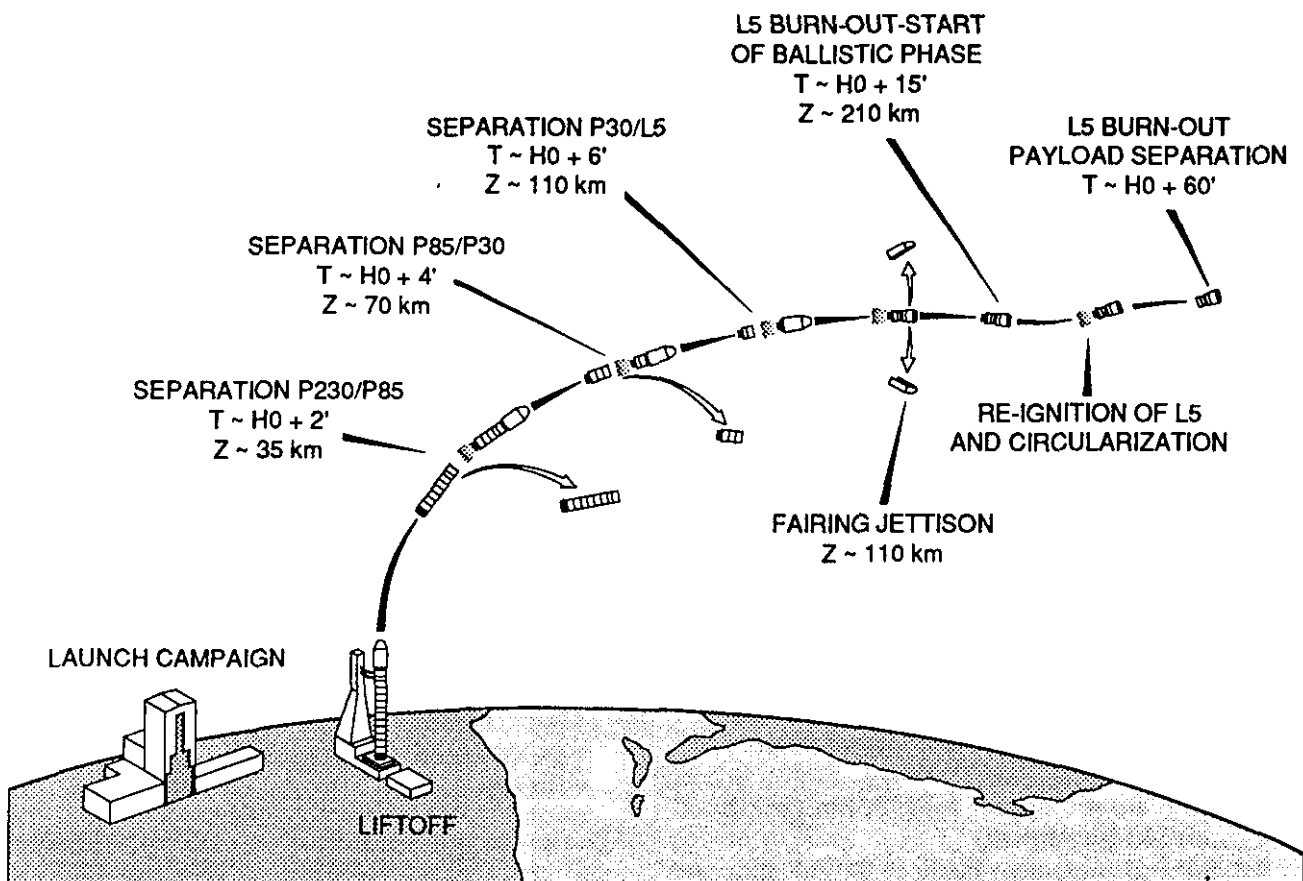 L5 BURN-OUT-START
OF BALLISTIC PHASE
T ~ H0 + 15'
Z ~ 210 km
SEPARATION P30/L5
T ~ H0 + 6'
Z ~ 110 km
L5 BURN-OUT
PAYLOAD SEPARATION
T ~ H0 + 60'
SEPARATION P85/P30
T ~ H0 + 4'
Z ~ 70 km
SEPARATION P230/P85
T ~ H0 + 2'
Z ~ 35 km
RE-IGNITION OF L5
AND CIRCULARIZATION
FAIRING JETTISON
Z ~ 110 km
LAUNCH CAMPAIGN
LIFTOFF